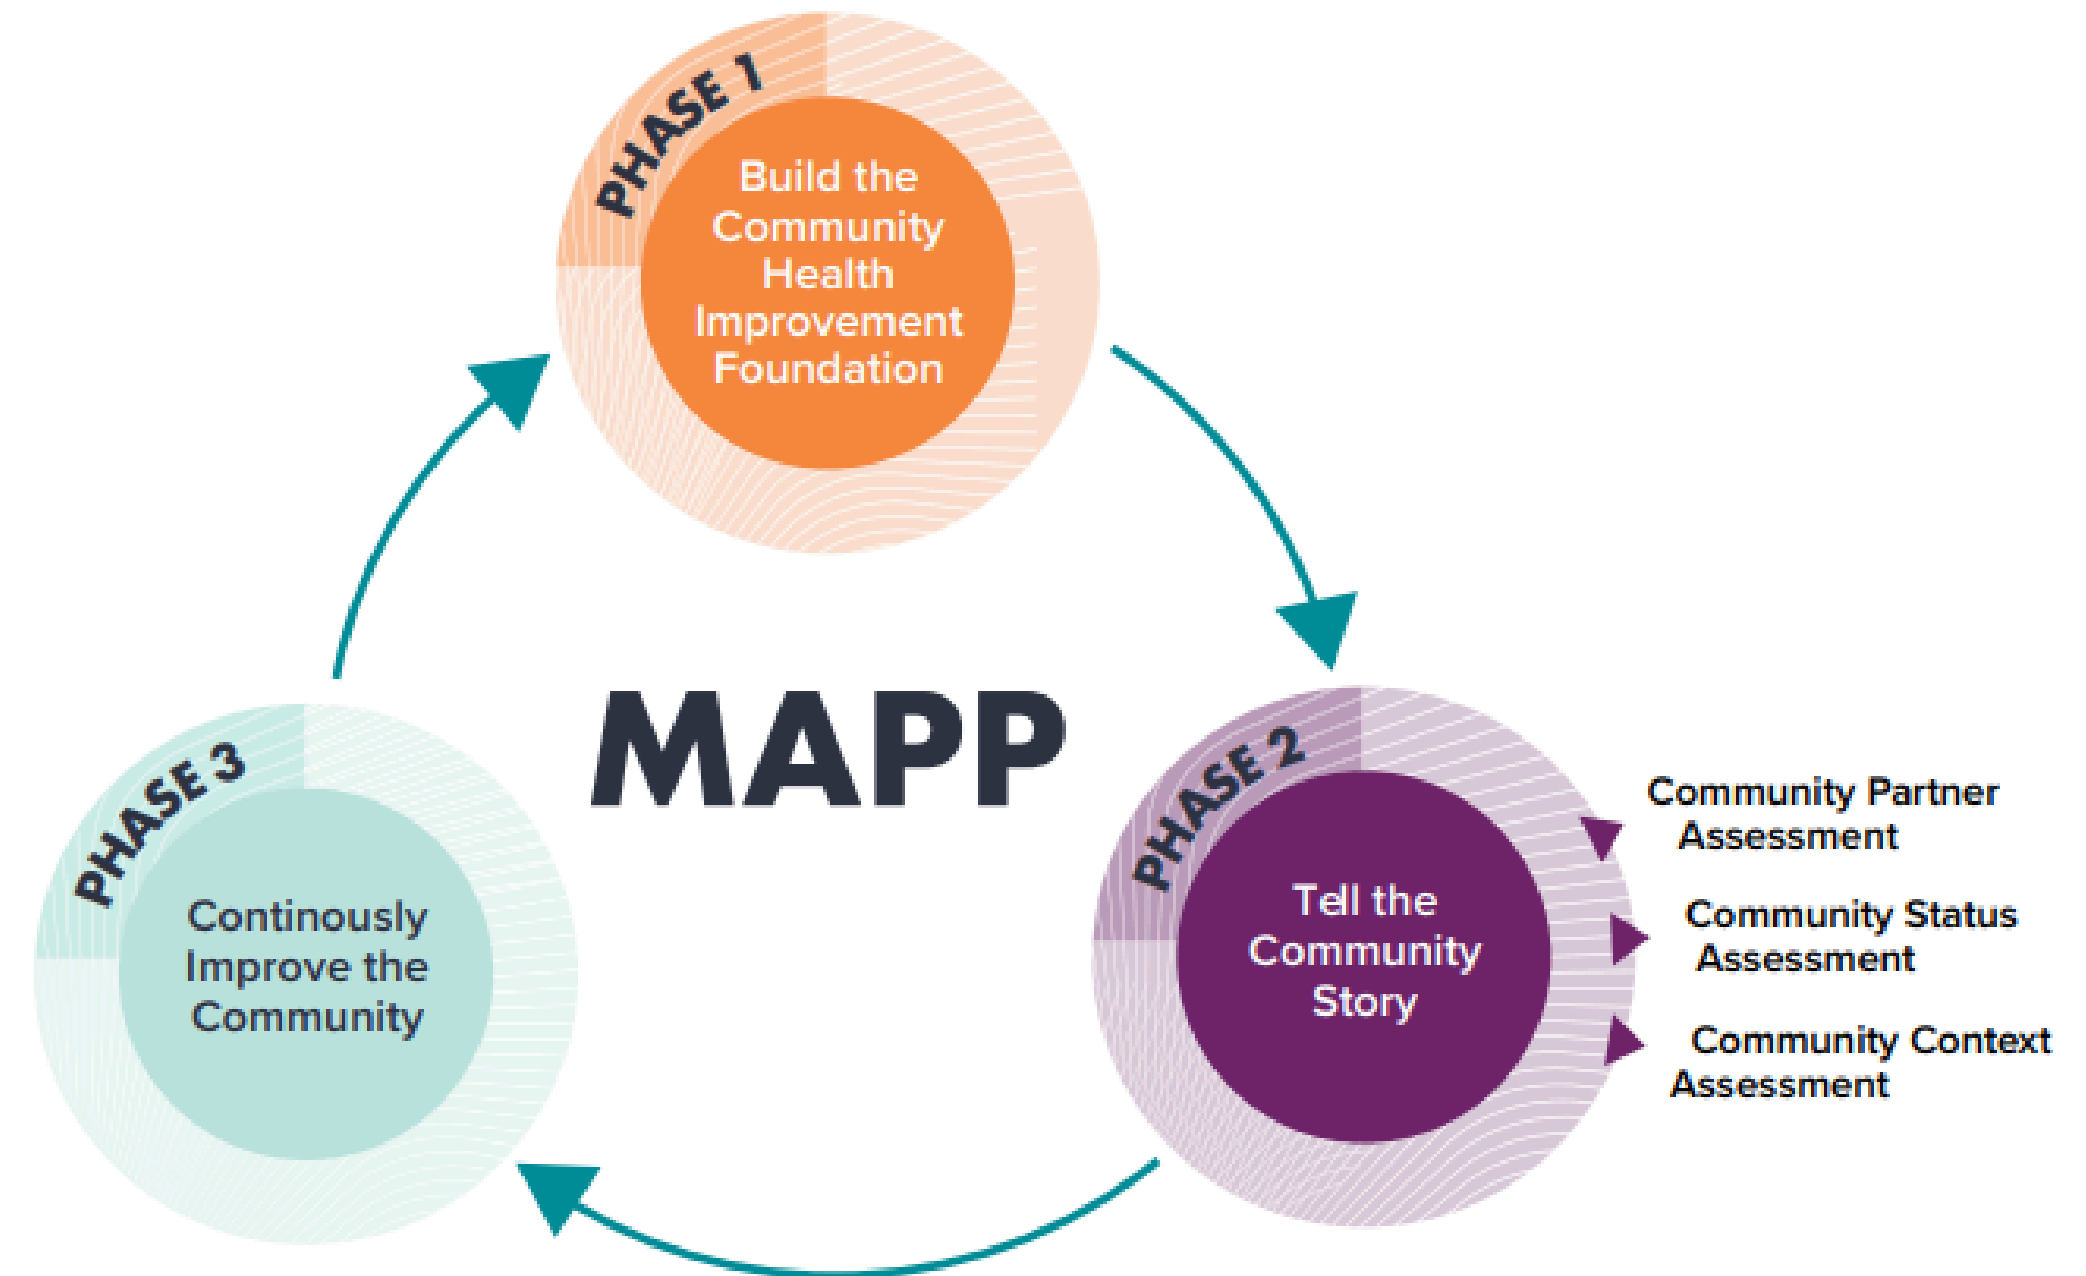 PHASE 1
Build the
Community
Health
Improvement
Foundation
MAPP
PHASE 2
Tell the
Community
Story
Community Partner
Assessment
Community Status
Assessment
Community Context
Assessment
PHASE 3
Continously
Improve the
Community